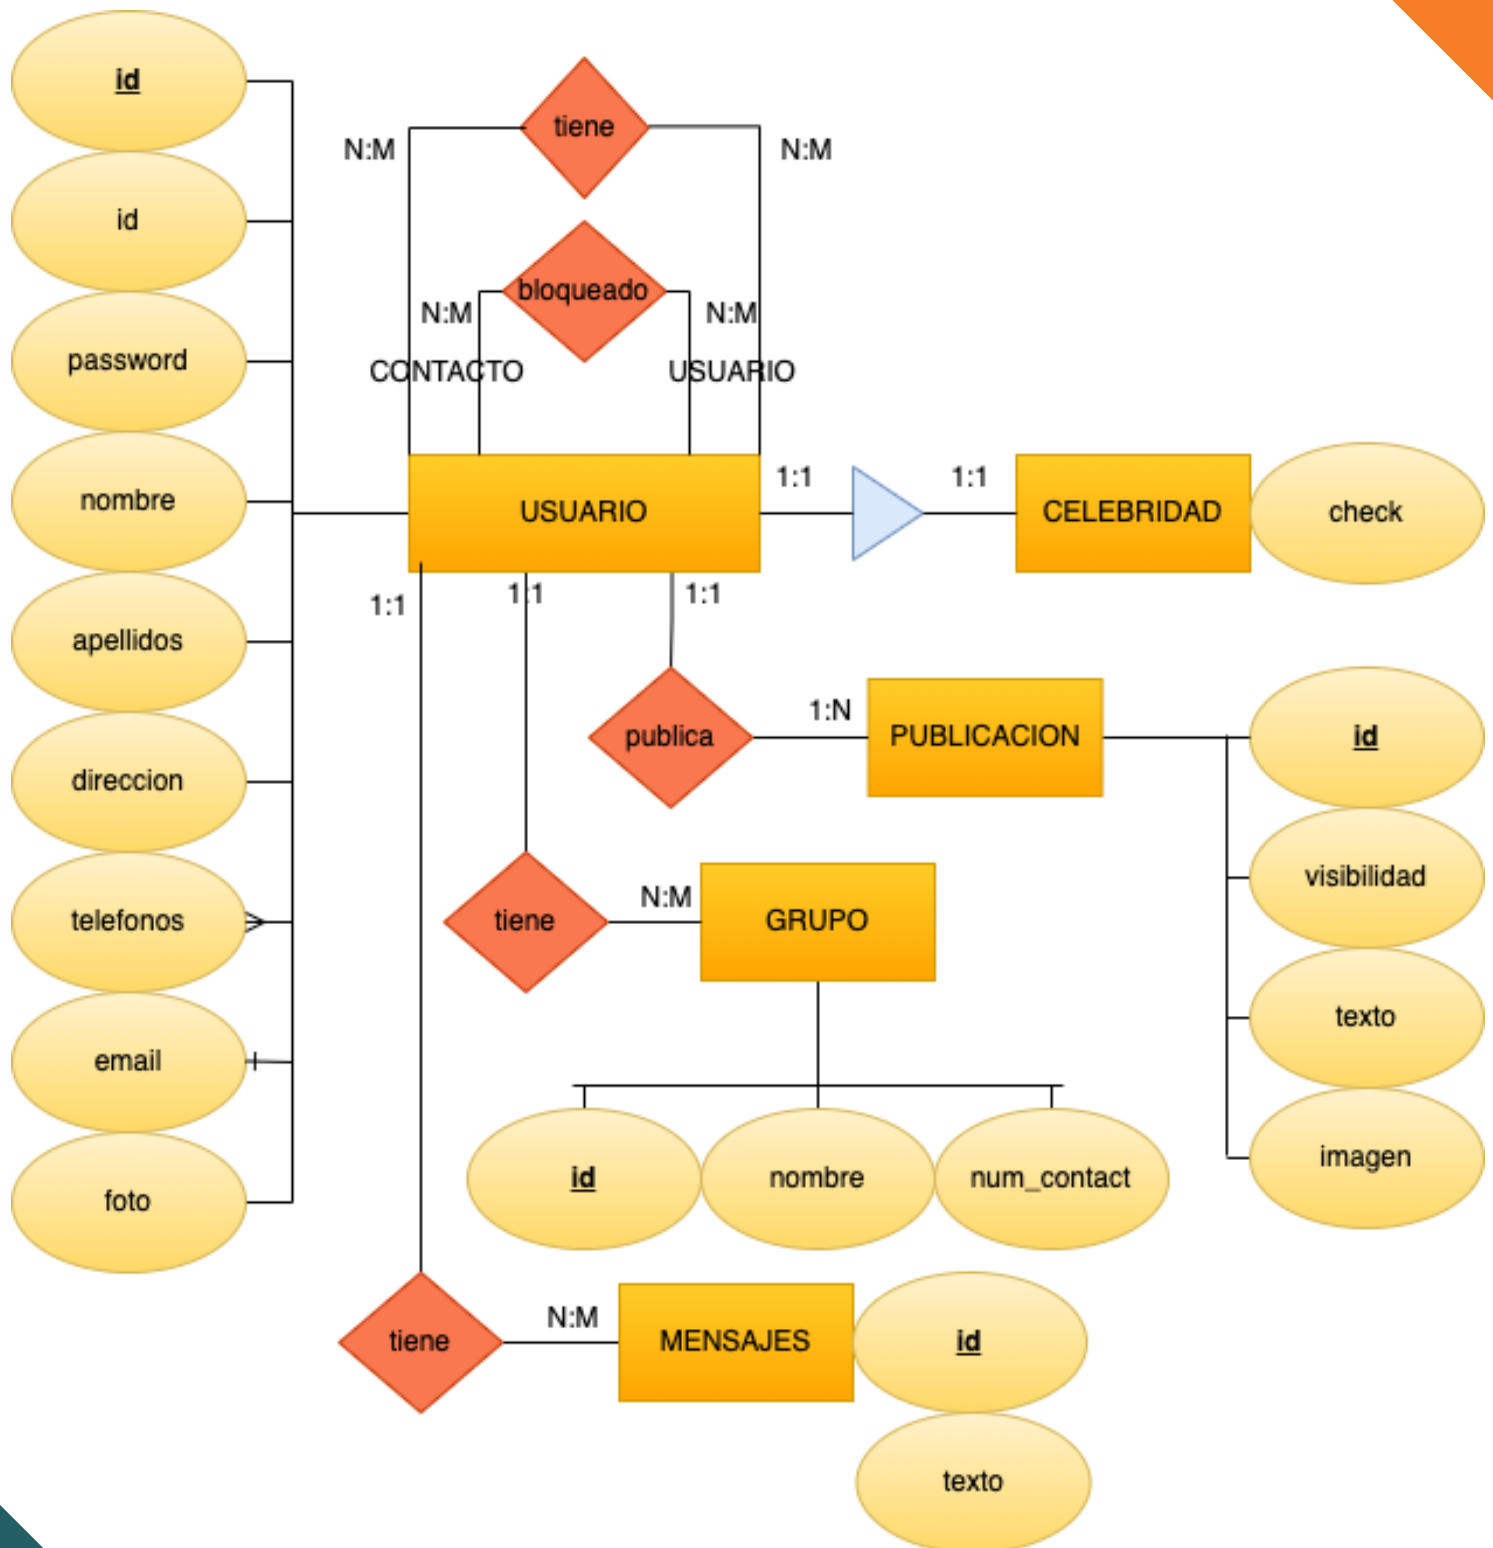 id
id
password
nombre
apellidos
direccion
telefonos
email
foto
tiene
N:M
N:M
bloqueado
N:M
N:M
CONTACTO
USUARIO
USUARIO
1:1
1:1
CELEBRIDAD
check
1:1
1:1
1:1
publica
1:N
PUBLICACION
id
visibilidad
texto
imagen
tiene
N:M
GRUPO
id
nombre
num_contact
tiene
N:M
MENSAJES
id
texto